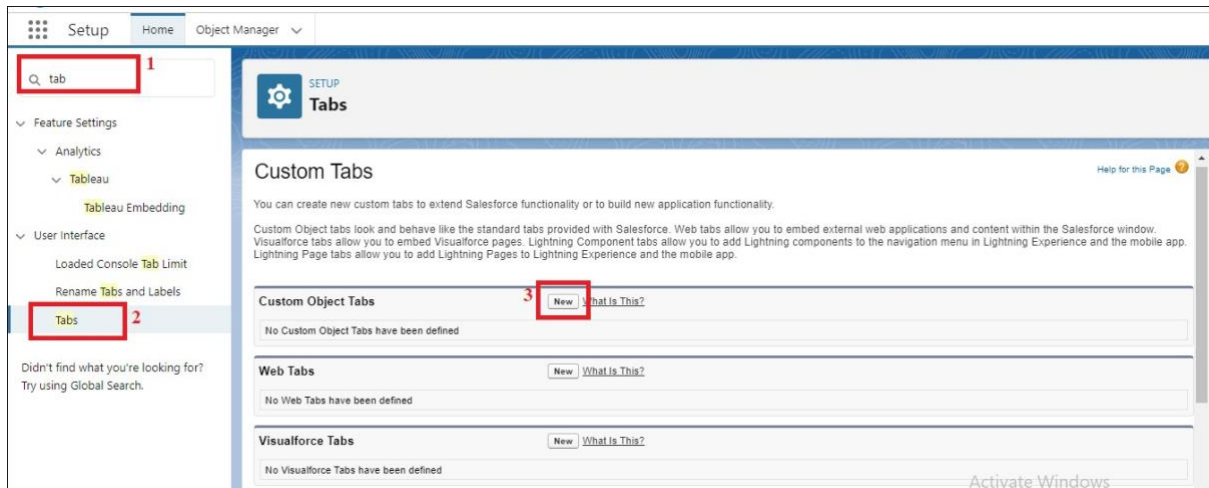 Setup
Home
Object Manager
tab
1
Feature Settings
Analytics
Tableau
Tableau Embedding
User Interface
Loaded Console Tab Limit
Rename Tabs and Labels
Tabs
2
Didn't find what you're looking for?
Try using Global Search.
SETUP
Tabs
Custom Tabs
Help for this Page
You can create new custom tabs to extend Salesforce functionality or to build new application functionality.
Custom Object tabs look and behave like the standard tabs provided with Salesforce. Web tabs allow you to embed external web applications and content within the Salesforce window.
Visualforce tabs allow you to embed Visualforce pages. Lightning Component tabs allow you to add Lightning components to the navigation menu in Lightning Experience and the mobile app.
Lightning Page tabs allow you to add Lightning Pages to Lightning Experience and the mobile app.
Custom Object Tabs
3
New
What Is This?
No Custom Object Tabs have been defined
Web Tabs
New
What Is This?
No Web Tabs have been defined
Visualforce Tabs
New
What Is This?
No Visualforce Tabs have been defined
Activate Windows